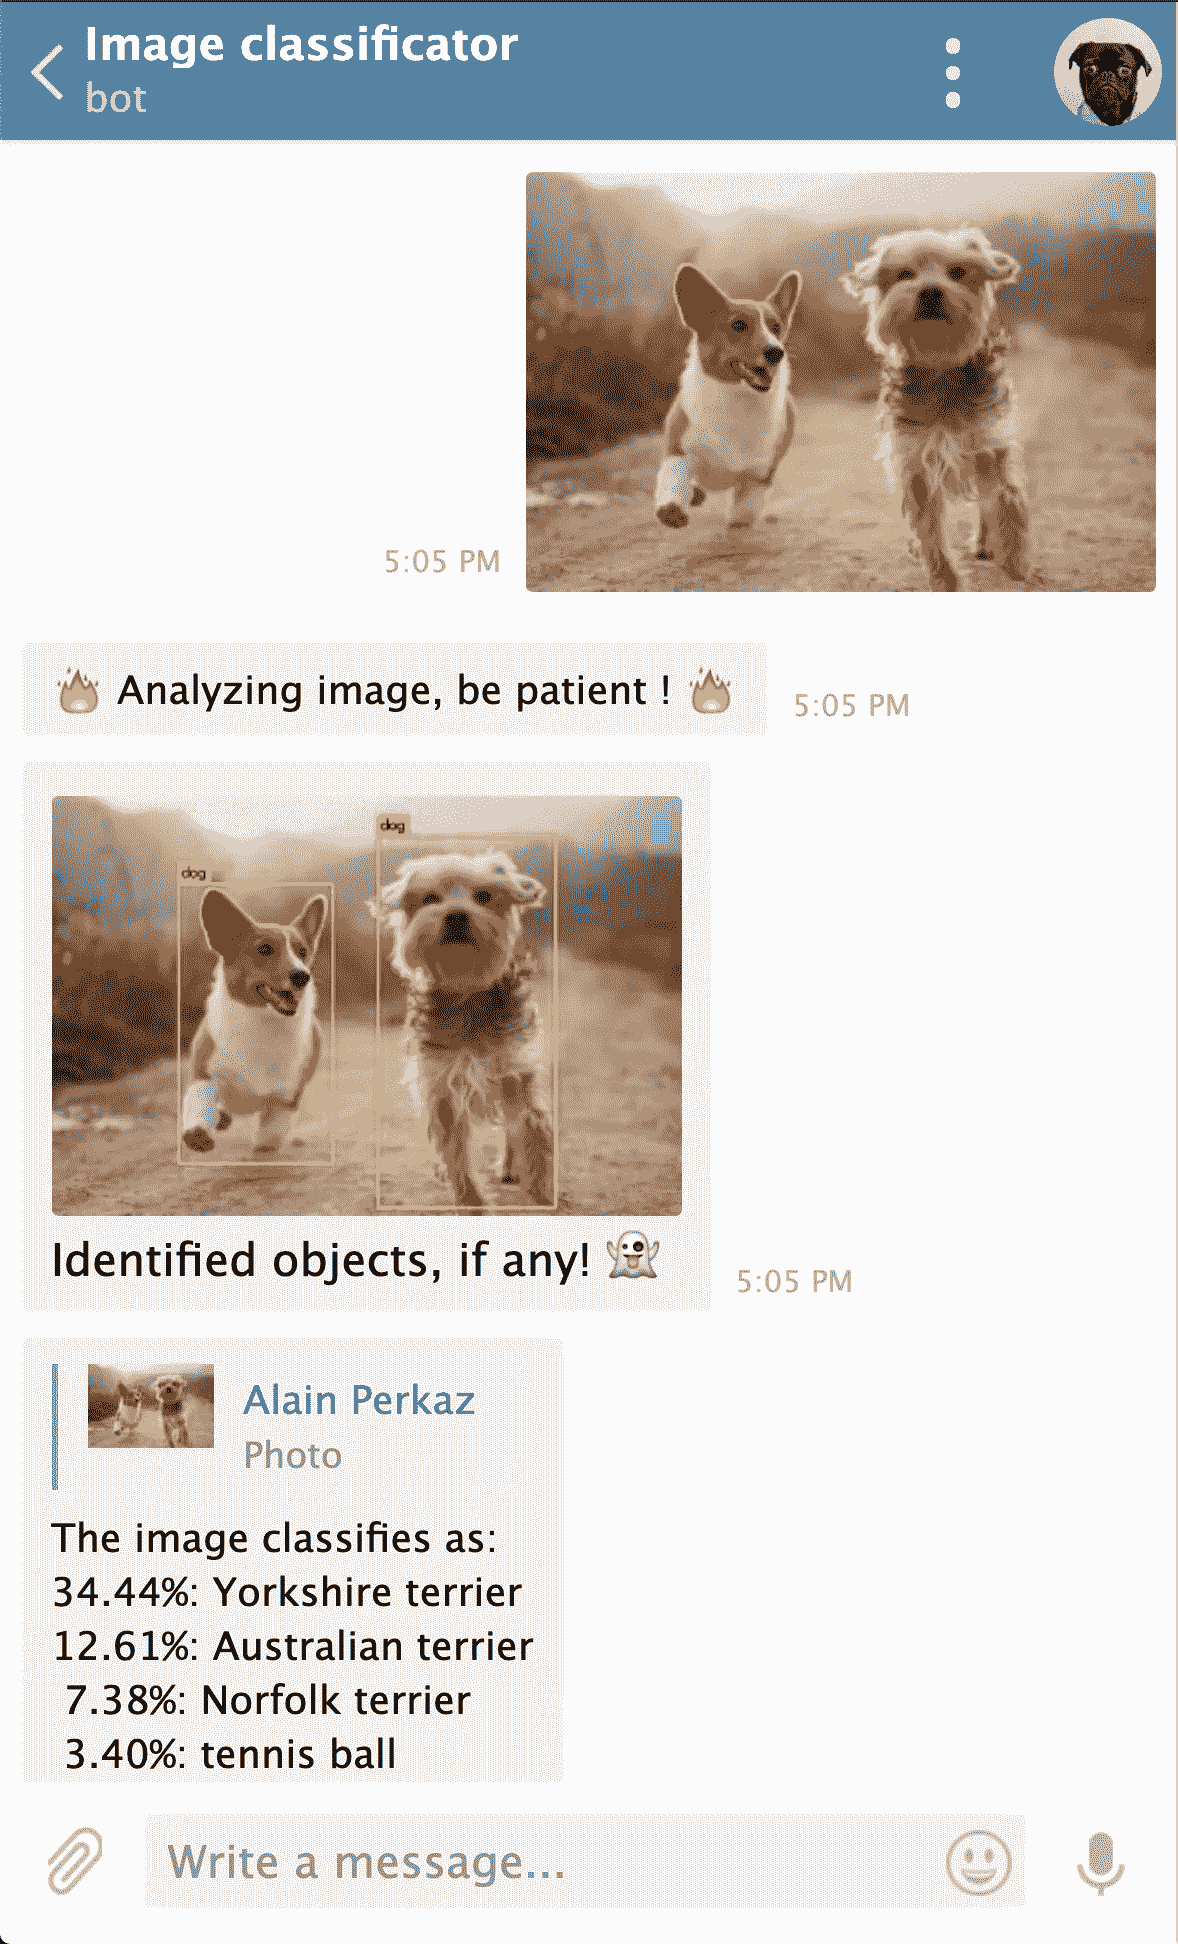 Image classificator
bot
5:05 PM
🔥 Analyzing image, be patient ! 🔥
5:05 PM
dog
dog
Identified objects, if any! 👻
5:05 PM
Alain Perkaz
Photo
The image classifies as:
34.44%: Yorkshire terrier
12.61%: Australian terrier
7.38%: Norfolk terrier
3.40%: tennis ball
Write a message...